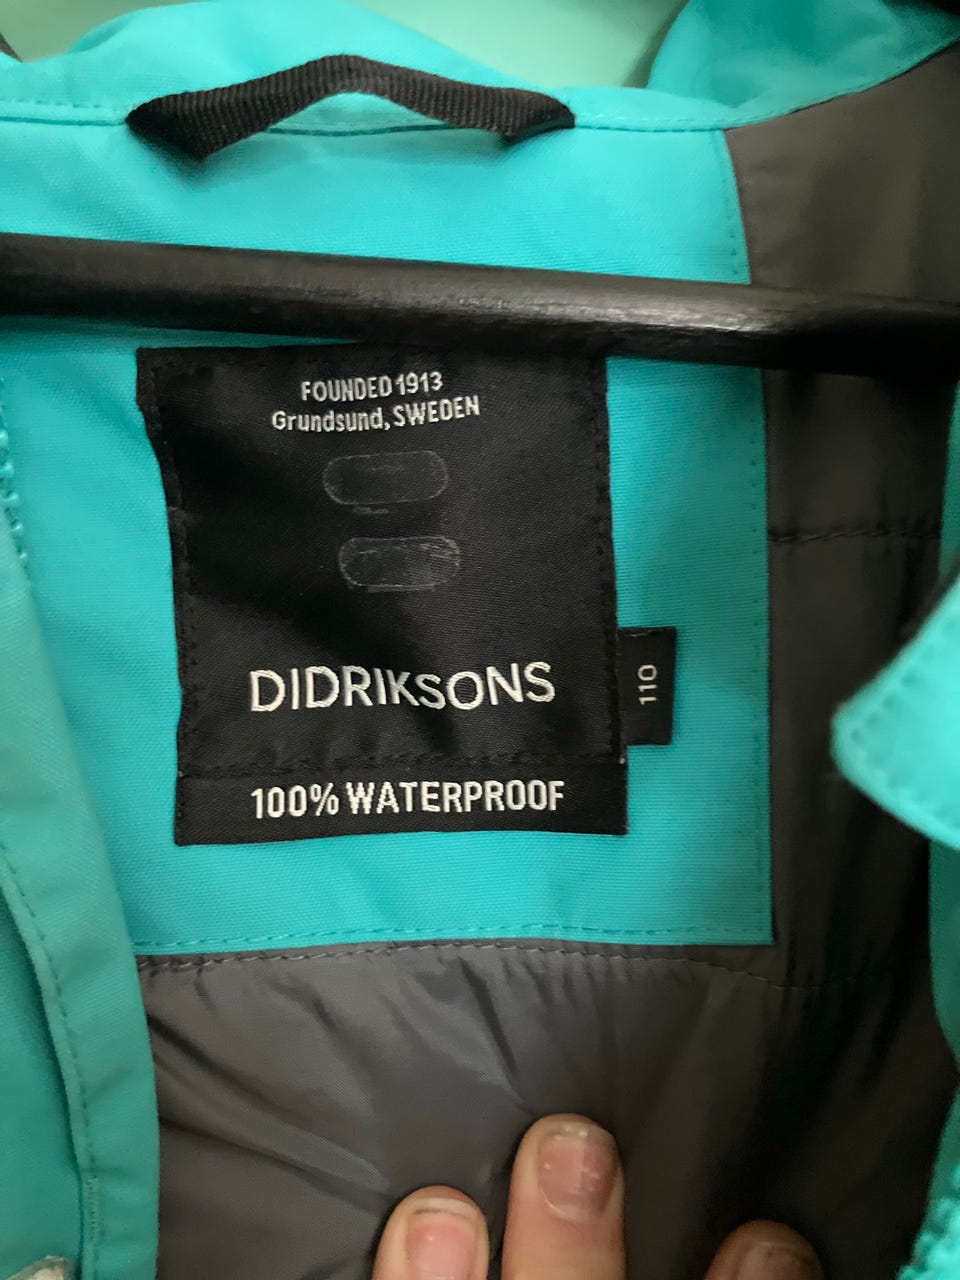 FOUNDED 1913
Grundsund, SWEDEN
DIDRIKSONS
110
100% WATERPROOF